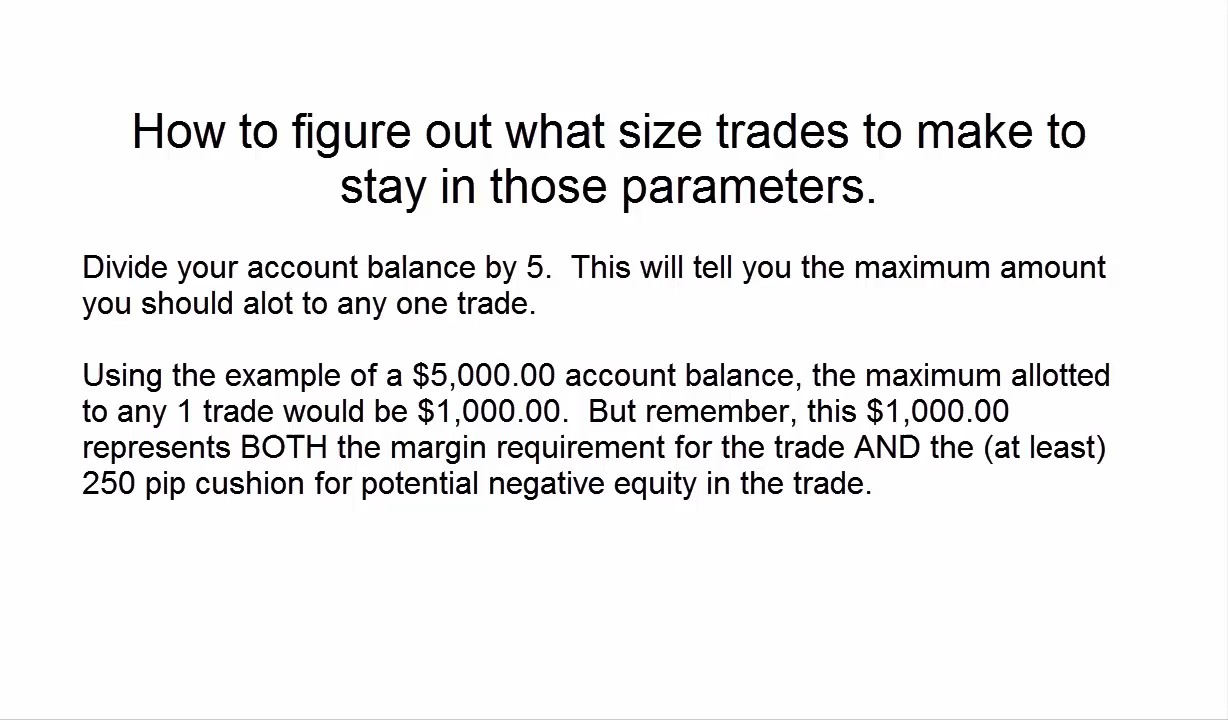 How to figure out what size trades to make to
stay in those parameters.
Divide your account balance by 5.  This will tell you the maximum amount
you should alot to any one trade.
Using the example of a $5,000.00 account balance, the maximum allotted
to any 1 trade would be $1,000.00.  But remember, this $1,000.00
represents BOTH the margin requirement for the trade AND the (at least)
250 pip cushion for potential negative equity in the trade.